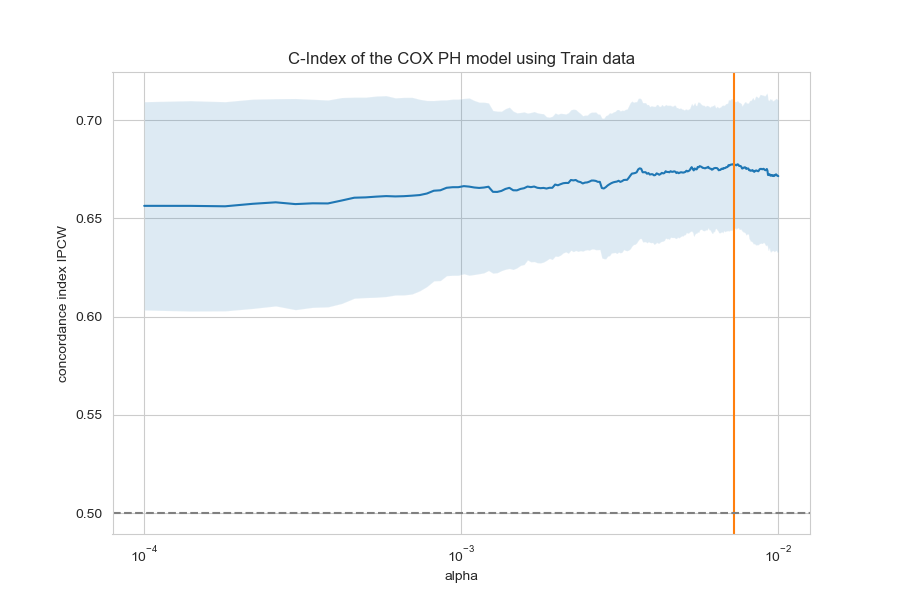 C-Index of the COX PH model using Train data
concordance index IPCW
0.70
0.65
0.60
0.55
0.50
10⁻⁴
10⁻³
10⁻²
alpha